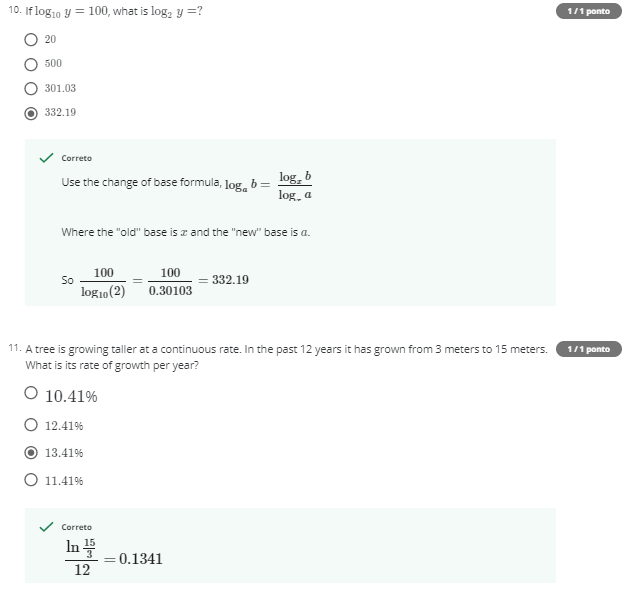 10. If log₁₀ y = 100, what is log₂ y =?
1 / 1 ponto
20
500
301.03
332.19
Correto
Use the change of base formula, logₐ b = logₓ b / logₓ a
Where the "old" base is x and the "new" base is a.
So 100 / log₁₀(2) = 100 / 0.30103 = 332.19
11. A tree is growing taller at a continuous rate. In the past 12 years it has grown from 3 meters to 15 meters.
1 / 1 ponto
What is its rate of growth per year?
10.41%
12.41%
13.41%
11.41%
Correto
ln 15/3 / 12 = 0.1341